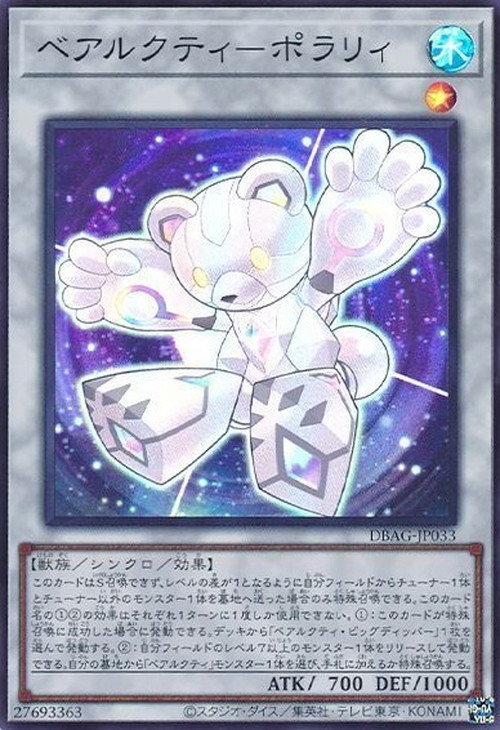 ベアルクティーポラリィ
水
DBAG-JP033
【獣族／シンクロ／効果】
このカードはS召喚できず、レベルの差が1となるように自分フィールドからチューナー1体
とチューナー以外のモンスター1体を墓地へ送った場合のみ特殊召喚できる。このカード
名の①②の効果はそれぞれ1ターンに1度しか使用できない。①：このカードが特殊
召喚に成功した場合に発動できる。デッキから「ベアルクティ・ビッグディッパー」1枚を
選んで発動する。②：自分フィールドのレベル7以上のモンスター1体をリリースして発動
できる。自分の墓地から「ベアルクティ」モンスター1体を選び、手札に加えるか特殊召喚する。
ATK/ 700 DEF/1000
27693363
©スタジオ・ダイス／集英社・テレビ東京・KONAMI